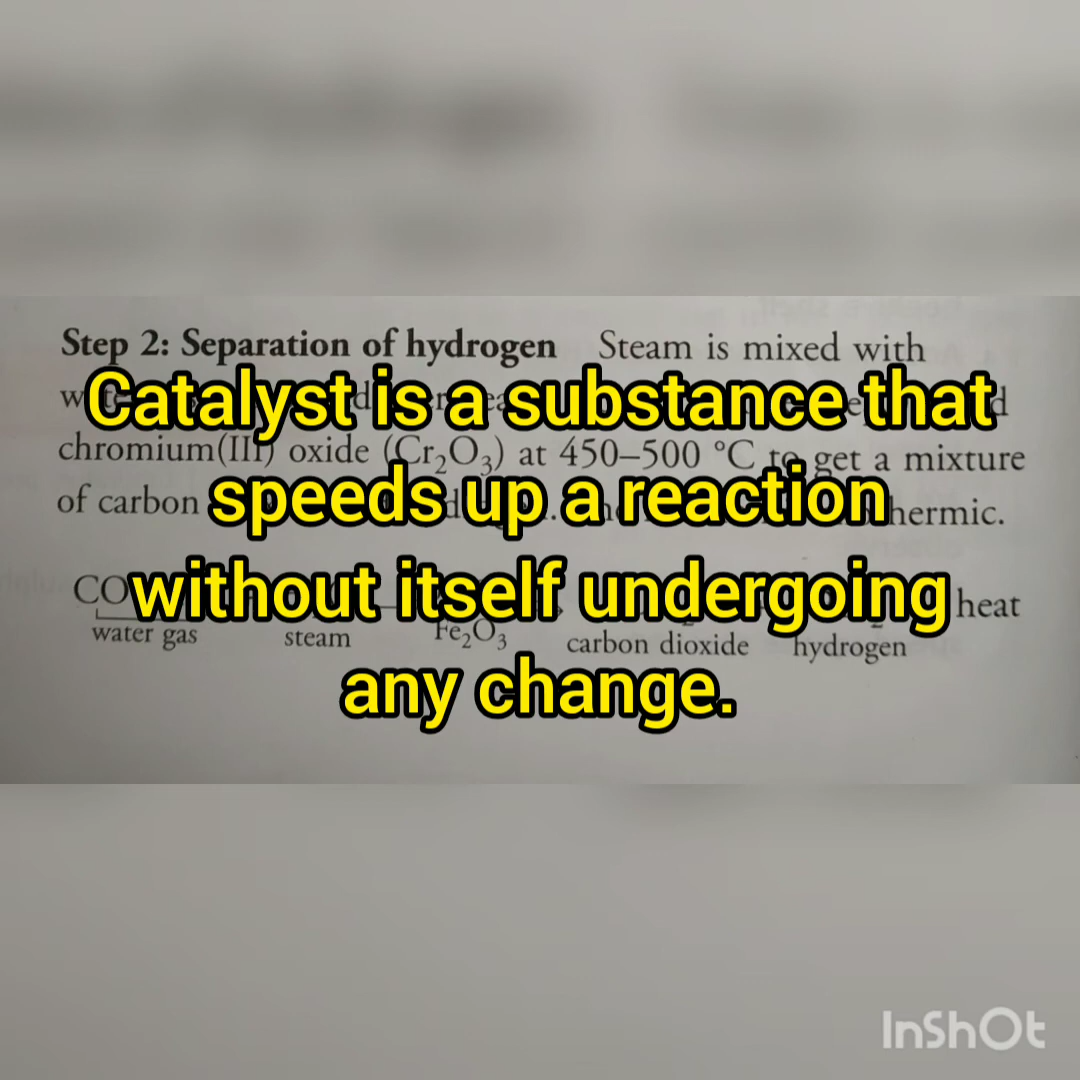 Step 2: Separation of hydrogen Steam is mixed with
Catalyst is a substance that
chromium(III) oxide (Cr₂O₃) at 450–500 °C to get a mixture
of carbon
speeds up a reaction
hermic.
CO
without itself undergoing
heat
water gas steam Fe₂O₃ carbon dioxide hydrogen
any change.
InShOt